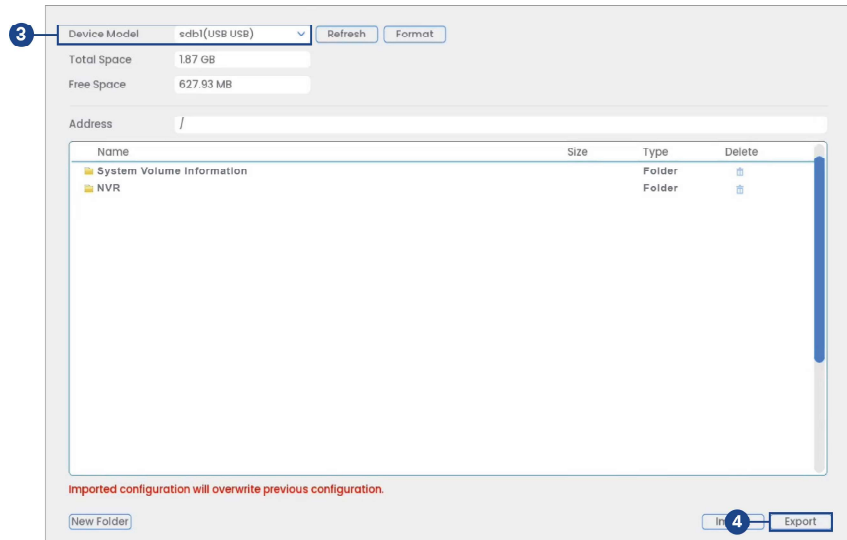 3 Device Model sdb1(USB USB) Refresh Format
Total Space 1.87 GB
Free Space 627.93 MB
Address /
Name Size Type Delete
System Volume Information Folder
NVR Folder
Imported configuration will overwrite previous configuration.
New Folder 4 Export